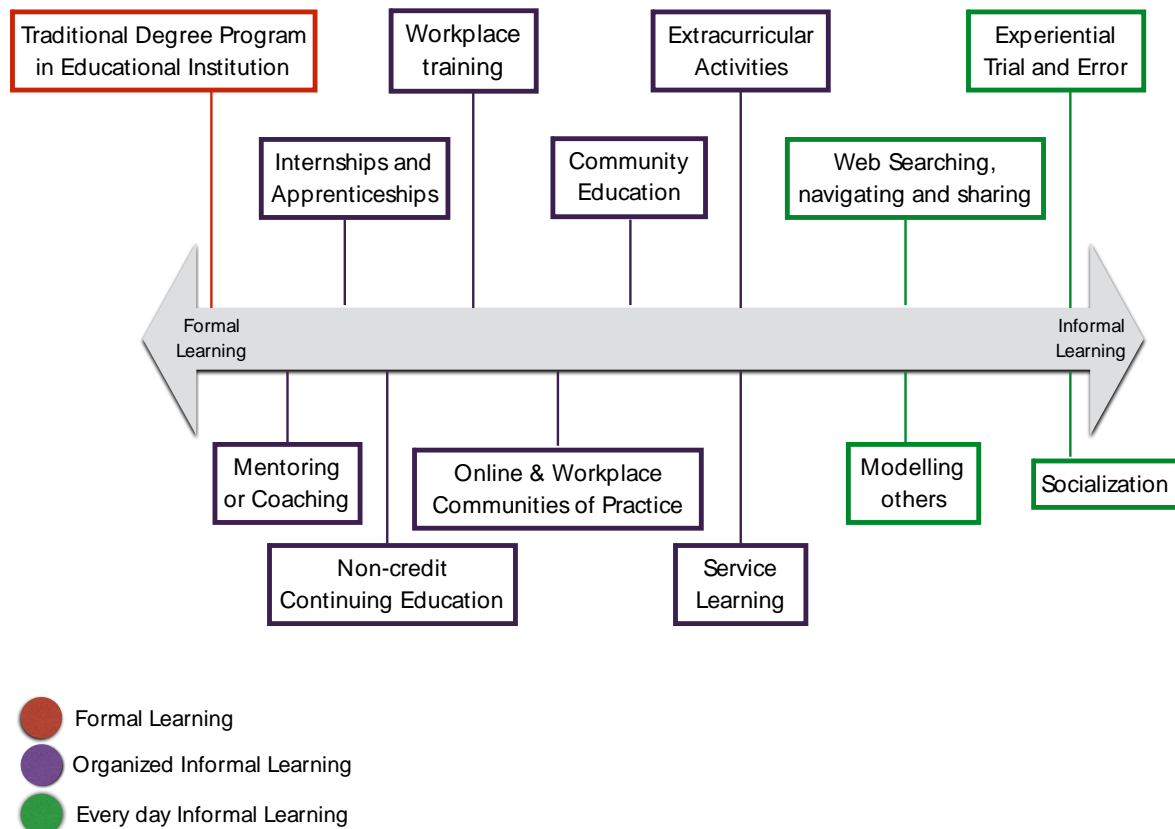 Traditional Degree Program
in Educational Institution
Workplace
training
Extracurricular
Activities
Experiential
Trial and Error
Internships and
Apprenticeships
Community
Education
Web Searching,
navigating and sharing
Formal
Learning
Informal
Learning
Mentoring
or Coaching
Online & Workplace
Communities of Practice
Modelling
others
Socialization
Non-credit
Continuing Education
Service
Learning
Formal Learning
Organized Informal Learning
Every day Informal Learning